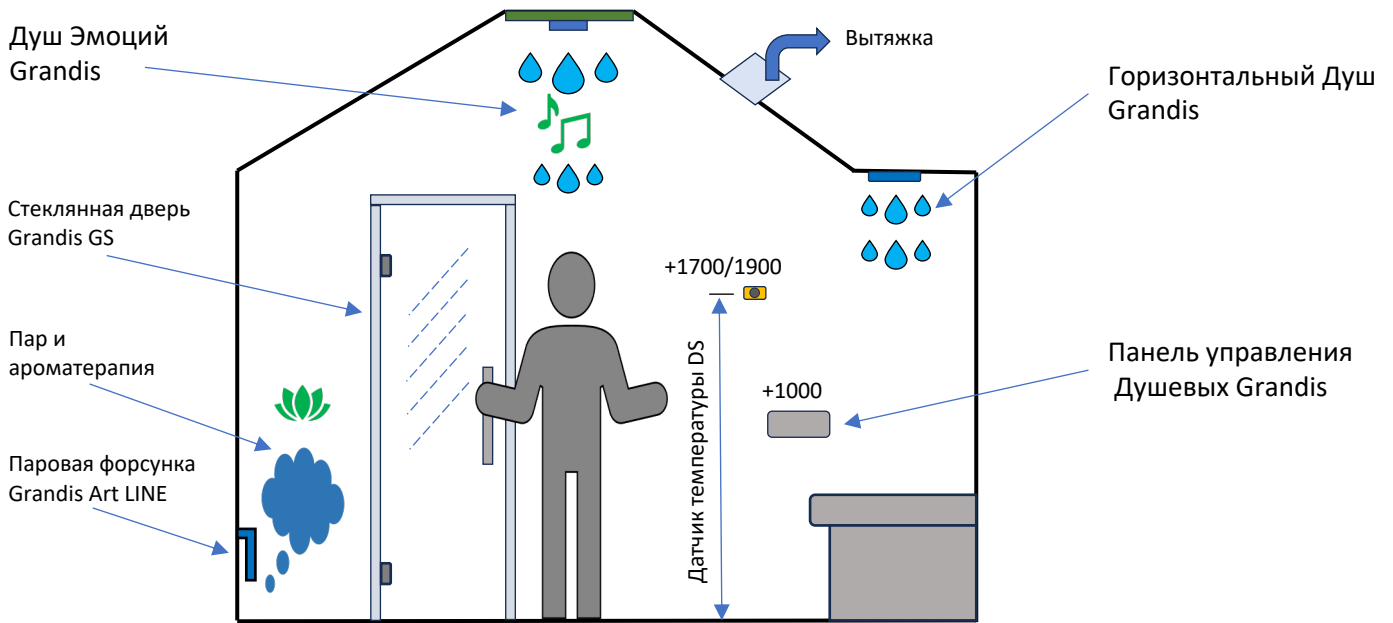 Душ Эмоций
Grandis
Вытяжка
Горизонтальный Душ
Grandis
Стеклянная дверь
Grandis GS
+1700/1900
Пар и
ароматерапия
Датчик температуры DS
+1000
Панель управления
Душевых Grandis
Паровая форсунка
Grandis Art LINE